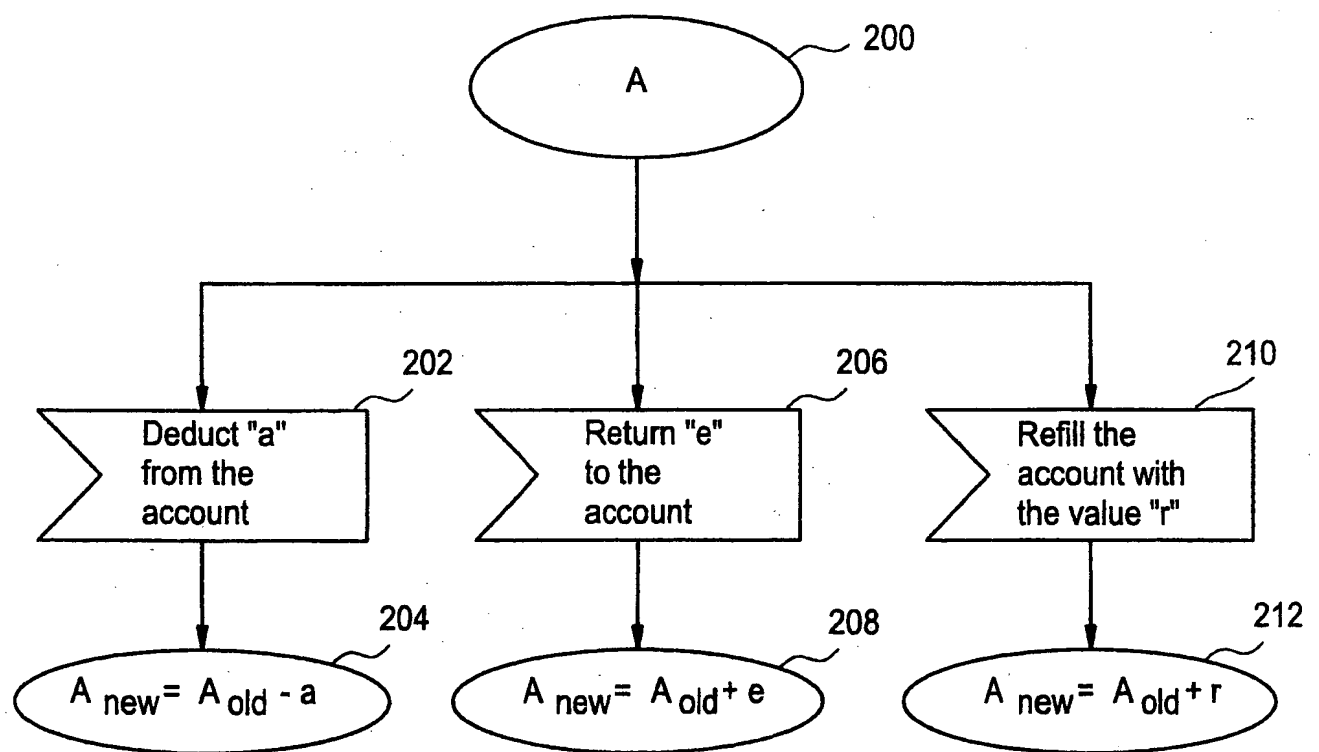 200
A
202
206
210
Deduct "a"
from the
account
Return "e"
to the
account
Refill the
account with
the value "r"
204
208
212
A new = A old - a
A new = A old + e
A new = A old + r